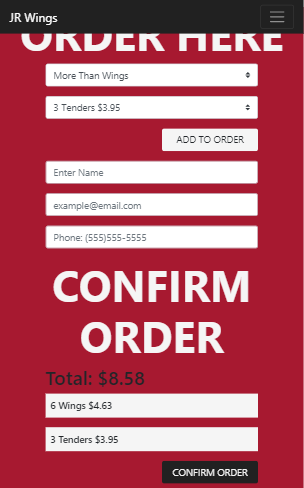 JR Wings
ORDER HERE
More Than Wings
3 Tenders $3.95
ADD TO ORDER
Enter Name
example@email.com
Phone: (555)555-5555
CONFIRM
ORDER
Total: $8.58
6 Wings $4.63
3 Tenders $3.95
CONFIRM ORDER